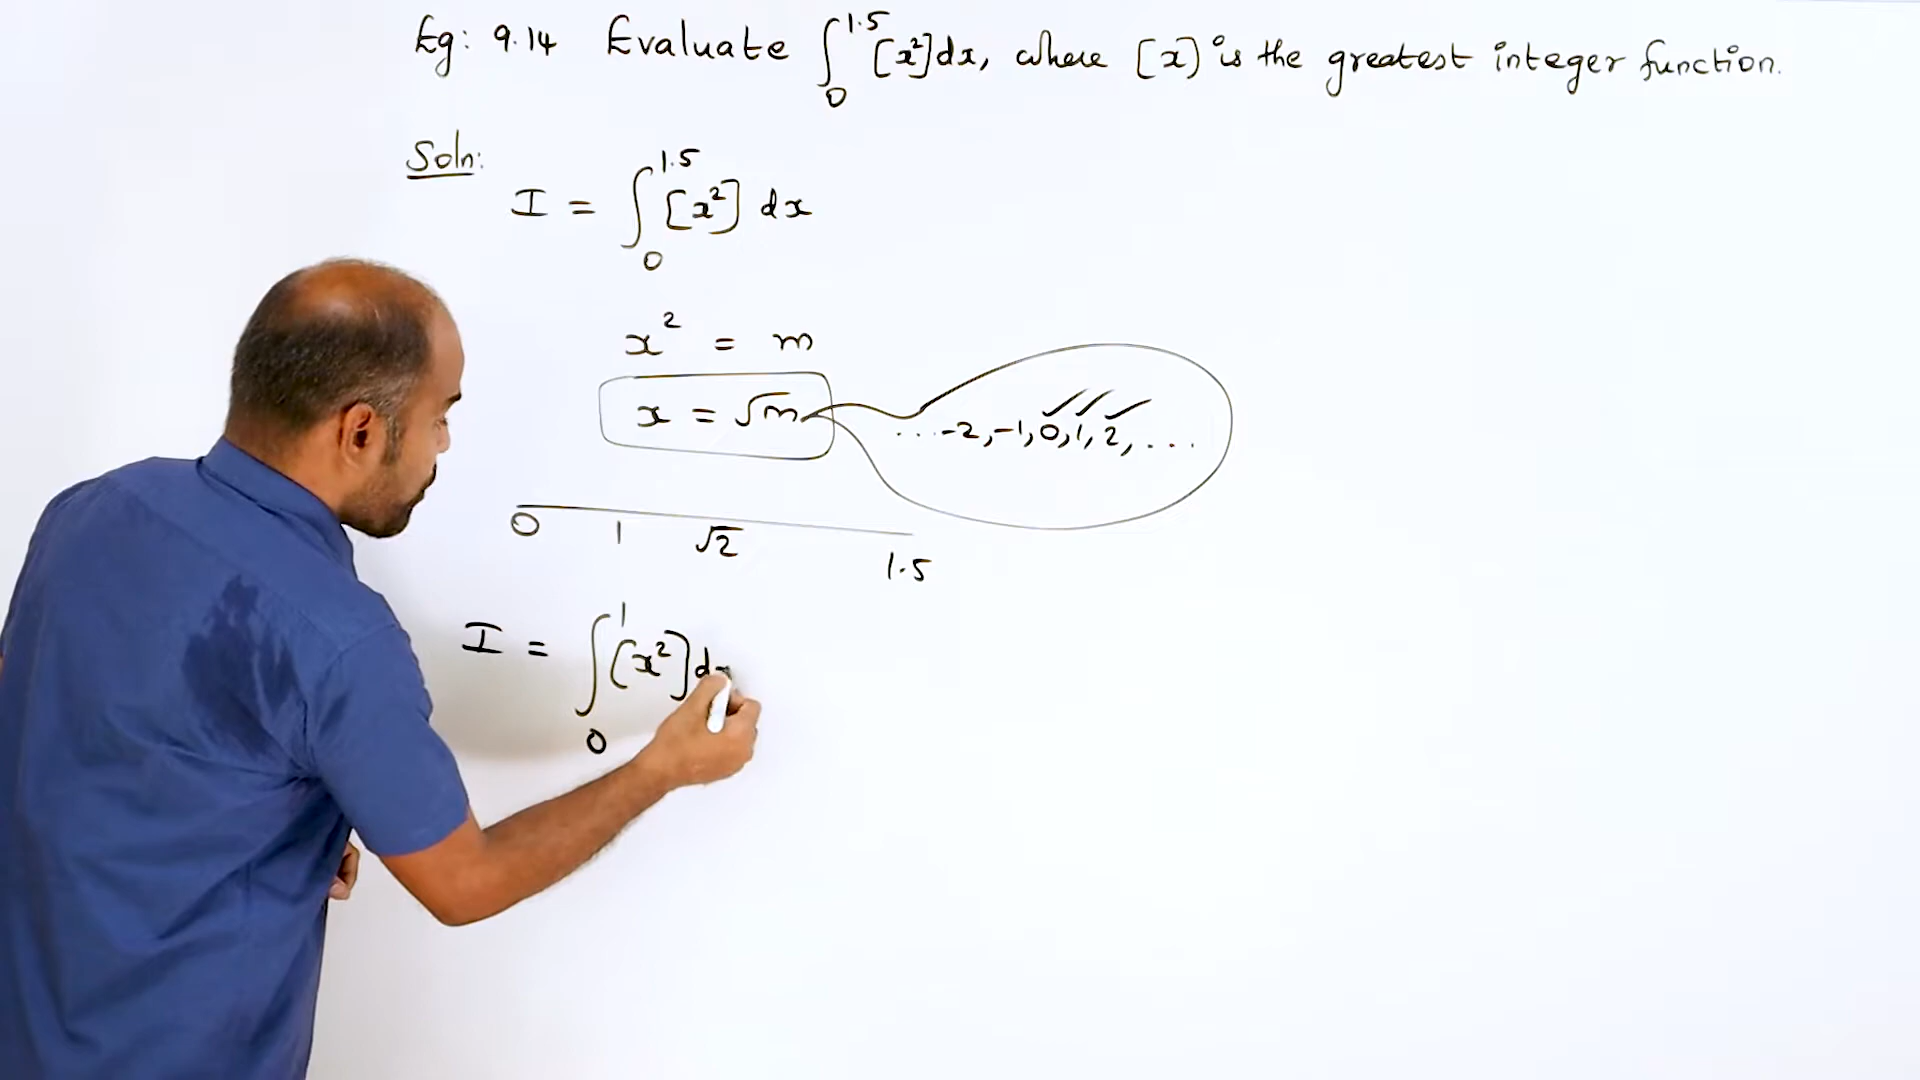 Eg: 9.14 Evaluate ∫₀^1.5 [x²]dx, where [x] is the greatest integer function.
Soln:
I = ∫₀^1.5 [x²] dx
x² = m
x = √m
...-2,-1,0,1,2,...
0 1 √2 1.5
I = ∫₀^1 [x²]d